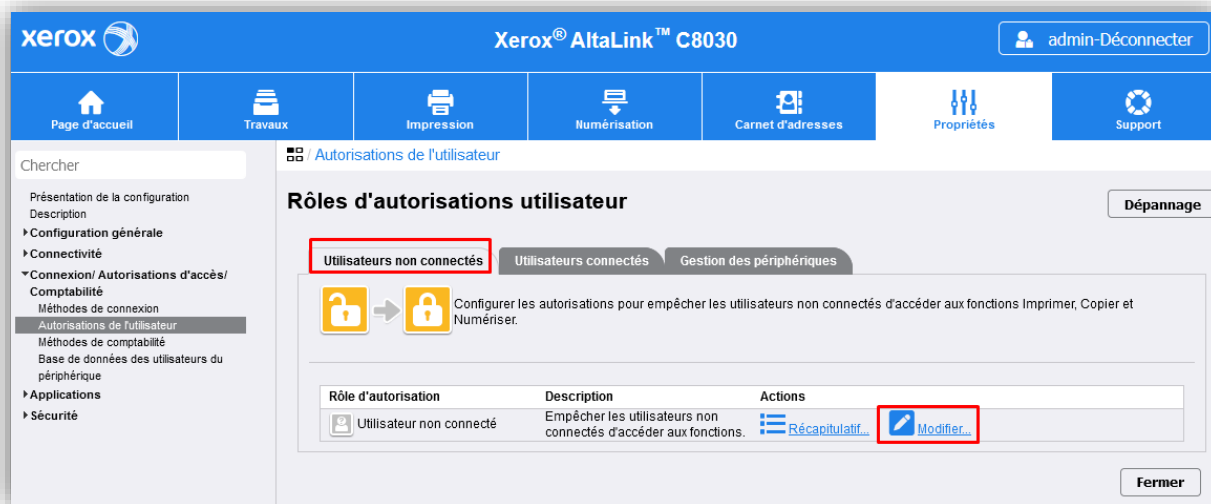 xerox
Xerox® AltaLink™ C8030
admin-Déconnecter
Page d'accueil
Travaux
Impression
Numérisation
Carnet d'adresses
Propriétés
Support
Chercher
/ Autorisations de l'utilisateur
Présentation de la configuration
Description
Configuration générale
Connectivité
Connexion/ Autorisations d'accès/
Comptabilité
Méthodes de connexion
Autorisations de l'utilisateur
Méthodes de comptabilité
Base de données des utilisateurs du
périphérique
Applications
Sécurité
Rôles d'autorisations utilisateur
Dépannage
Utilisateurs non connectés
Utilisateurs connectés
Gestion des périphériques
Configurer les autorisations pour empêcher les utilisateurs non connectés d'accéder aux fonctions Imprimer, Copier et
Numériser.
Rôle d'autorisation
Description
Actions
Utilisateur non connecté
Empêcher les utilisateurs non
connectés d'accéder aux fonctions.
Récapitulatif...
Modifier...
Fermer